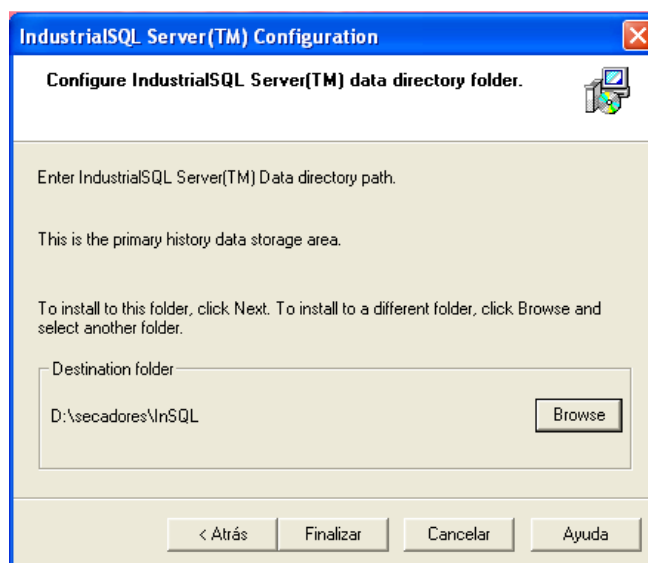 IndustrialSQL Server(TM) Configuration
Configure IndustrialSQL Server(TM) data directory folder.
Enter IndustrialSQL Server(TM) Data directory path.
This is the primary history data storage area.
To install to this folder, click Next. To install to a different folder, click Browse and
select another folder.
Destination folder
D:\secadores\InSQL
Browse
< Atrás
Finalizar
Cancelar
Ayuda